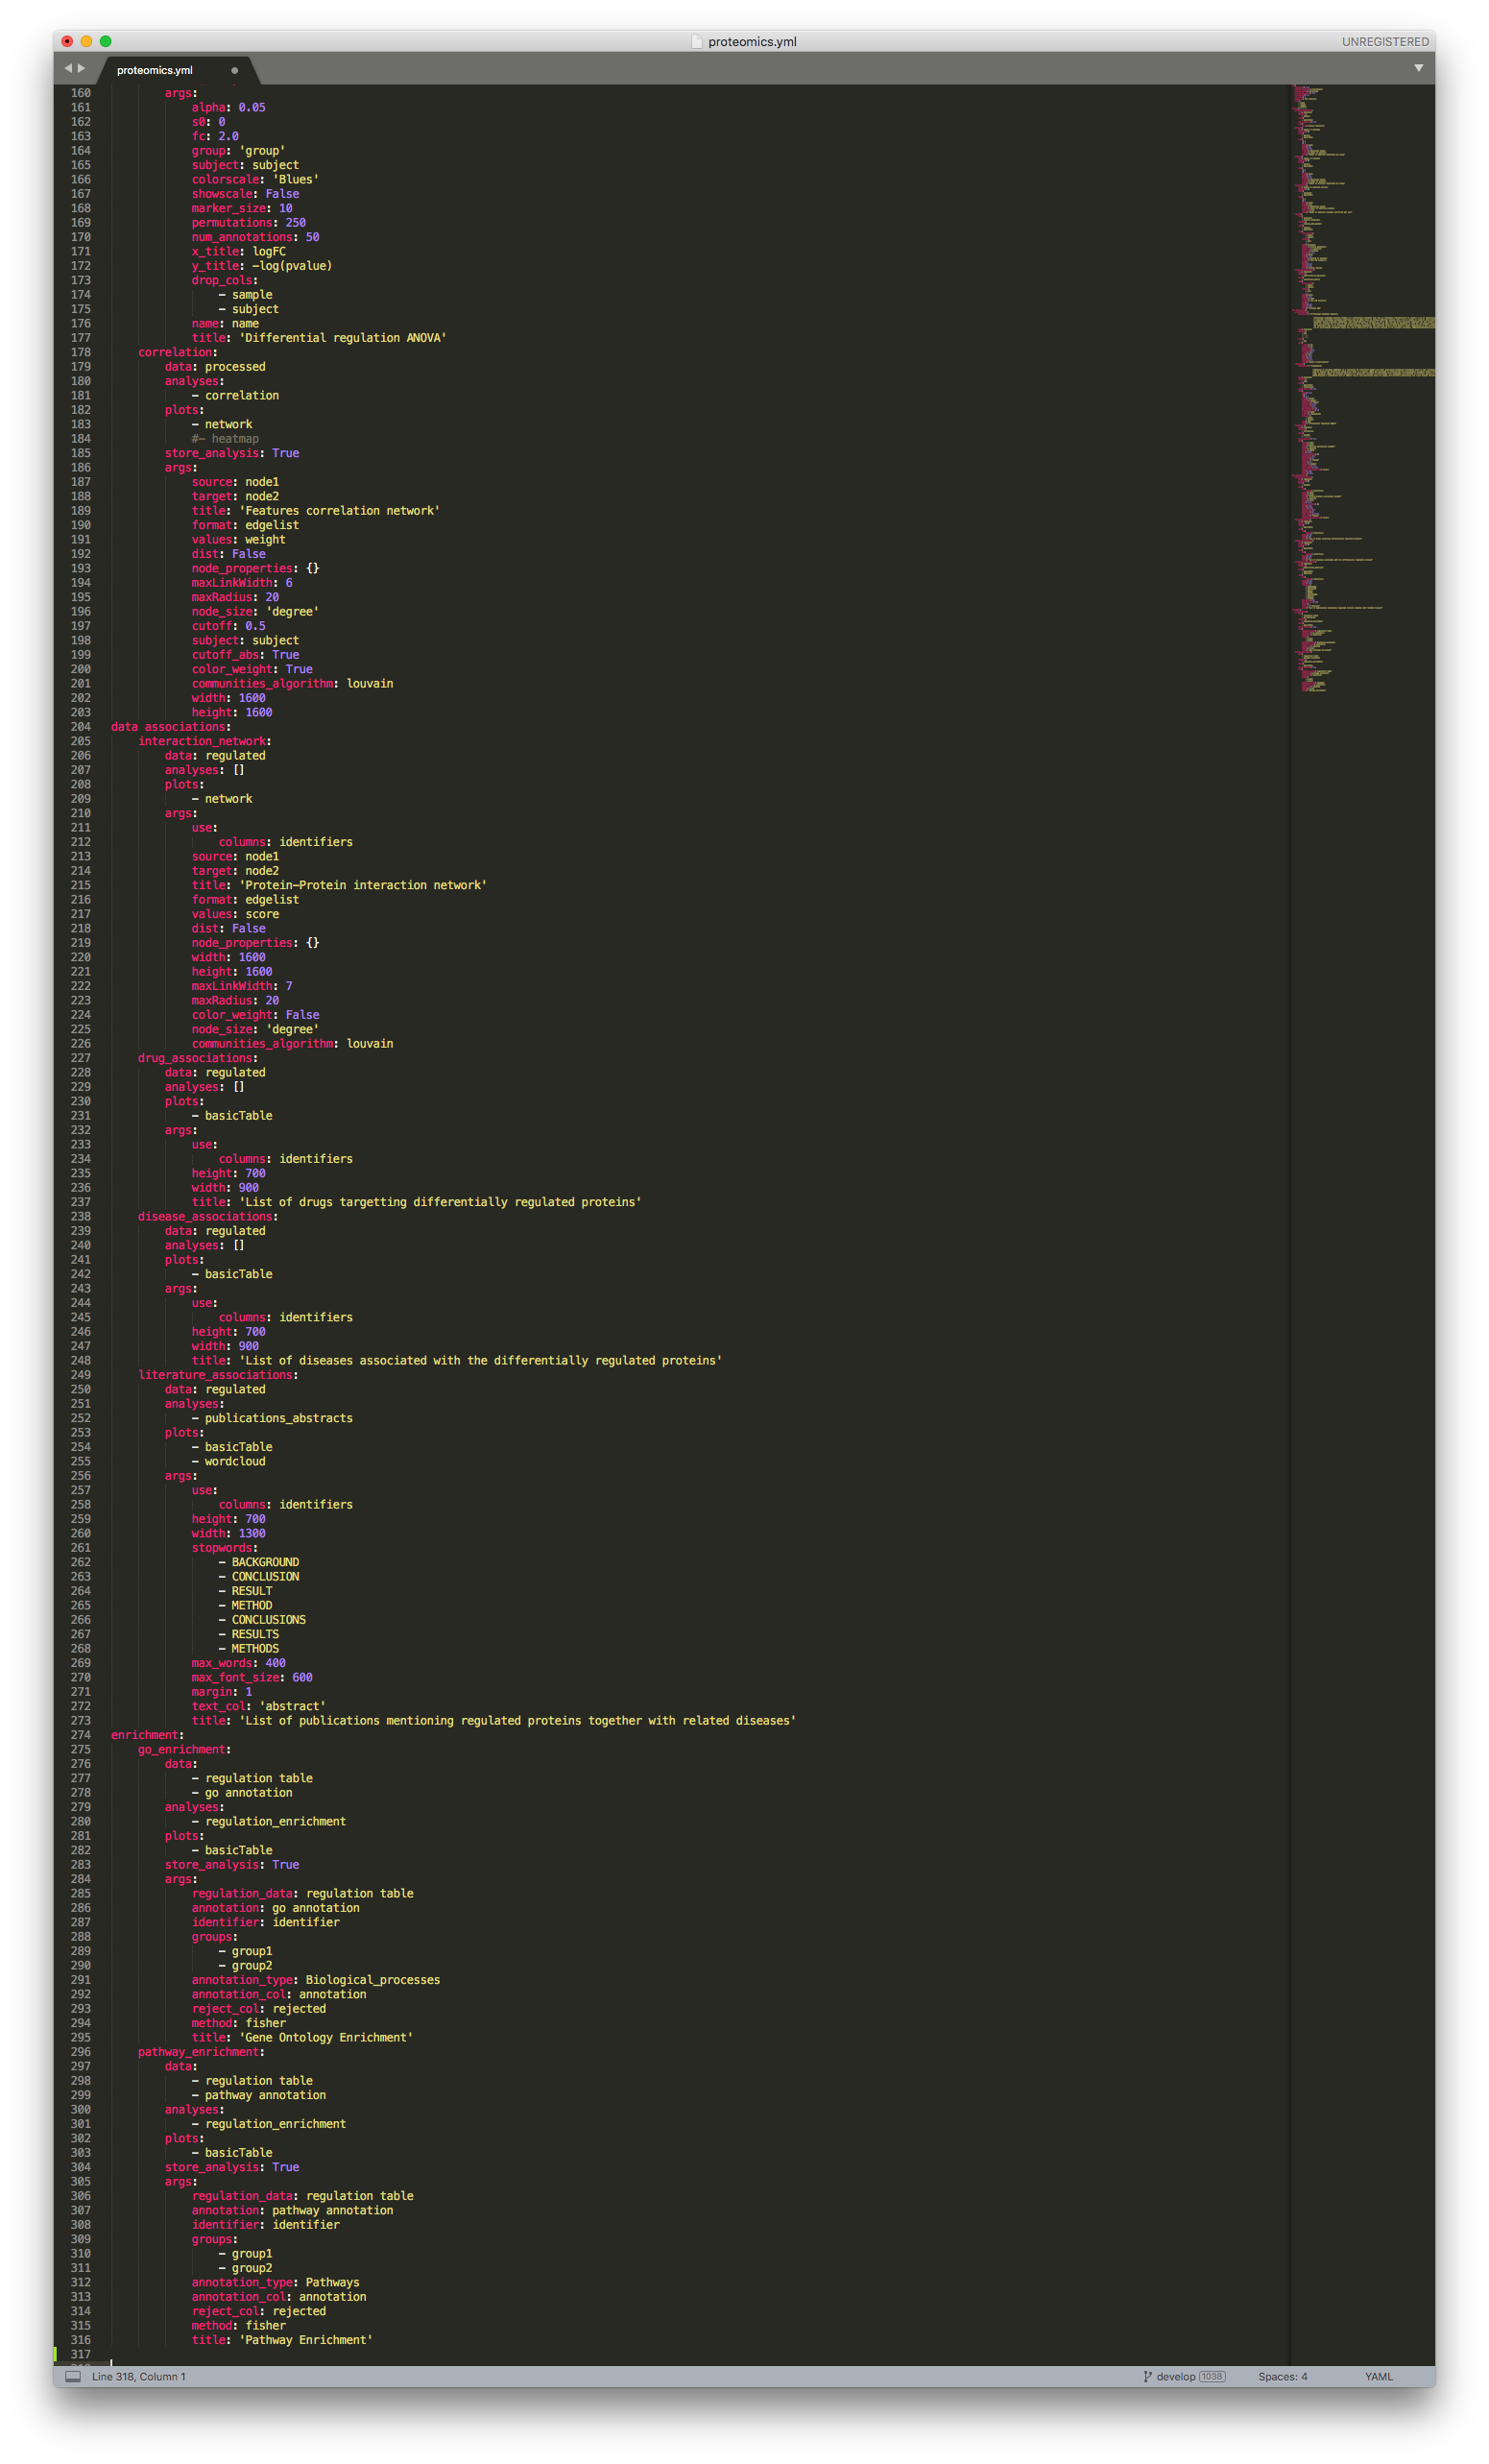 proteomics.yml
UNREGISTERED
proteomics.yml
160 args:
161 alpha: 0.05
162 s0: 0
163 fc: 2.0
164 group: 'group'
165 subject: subject
166 colorscale: 'Blues'
167 showscale: False
168 marker_size: 10
169 permutations: 250
170 num_annotations: 50
171 x_title: logFC
172 y_title: -log(pvalue)
173 drop_cols:
174 - sample
175 - subject
176 name: name
177 title: 'Differential regulation ANOVA'
178 correlation:
179 data: processed
180 analyses:
181 - correlation
182 plots:
183 - network
184 #- heatmap
185 store_analysis: True
186 args:
187 source: node1
188 target: node2
189 title: 'Features correlation network'
190 format: edgelist
191 values: weight
192 dist: False
193 node_properties: {}
194 maxLinkWidth: 6
195 maxRadius: 20
196 node_size: 'degree'
197 cutoff: 0.5
198 subject: subject
199 cutoff_abs: True
200 color_weight: True
201 communities_algorithm: louvain
202 width: 1600
203 height: 1600
204 data associations:
205 interaction_network:
206 data: regulated
207 analyses: []
208 plots:
209 - network
210 args:
211 use:
212 columns: identifiers
213 source: node1
214 target: node2
215 title: 'Protein-Protein interaction network'
216 format: edgelist
217 values: score
218 dist: False
219 node_properties: {}
220 width: 1600
221 height: 1600
222 maxLinkWidth: 7
223 maxRadius: 20
224 color_weight: False
225 node_size: 'degree'
226 communities_algorithm: louvain
227 drug_associations:
228 data: regulated
229 analyses: []
230 plots:
231 - basicTable
232 args:
233 use:
234 columns: identifiers
235 height: 700
236 width: 900
237 title: 'List of drugs targetting differentially regulated proteins'
238 disease_associations:
239 data: regulated
240 analyses: []
241 plots:
242 - basicTable
243 args:
244 use:
245 columns: identifiers
246 height: 700
247 width: 900
248 title: 'List of diseases associated with the differentially regulated proteins'
249 literature_associations:
250 data: regulated
251 analyses:
252 - publications_abstracts
253 plots:
254 - basicTable
255 - wordcloud
256 args:
257 use:
258 columns: identifiers
259 height: 700
260 width: 1300
261 stopwords:
262 - BACKGROUND
263 - CONCLUSION
264 - RESULT
265 - METHOD
266 - CONCLUSIONS
267 - RESULTS
268 - METHODS
269 max_words: 400
270 max_font_size: 600
271 margin: 1
272 text_col: 'abstract'
273 title: 'List of publications mentioning regulated proteins together with related diseases'
274 enrichment:
275 go_enrichment:
276 data:
277 - regulation table
278 - go annotation
279 analyses:
280 - regulation_enrichment
281 plots:
282 - basicTable
283 store_analysis: True
284 args:
285 regulation_data: regulation table
286 annotation: go annotation
287 identifier: identifier
288 groups:
289 - group1
290 - group2
291 annotation_type: Biological_processes
292 annotation_col: annotation
293 reject_col: rejected
294 method: fisher
295 title: 'Gene Ontology Enrichment'
296 pathway_enrichment:
297 data:
298 - regulation table
299 - pathway annotation
300 analyses:
301 - regulation_enrichment
302 plots:
303 - basicTable
304 store_analysis: True
305 args:
306 regulation_data: regulation table
307 annotation: pathway annotation
308 identifier: identifier
309 groups:
310 - group1
311 - group2
312 annotation_type: Pathways
313 annotation_col: annotation
314 reject_col: rejected
315 method: fisher
316 title: 'Pathway Enrichment'
317
Line 318, Column 1 develop 1038 Spaces: 4 YAML